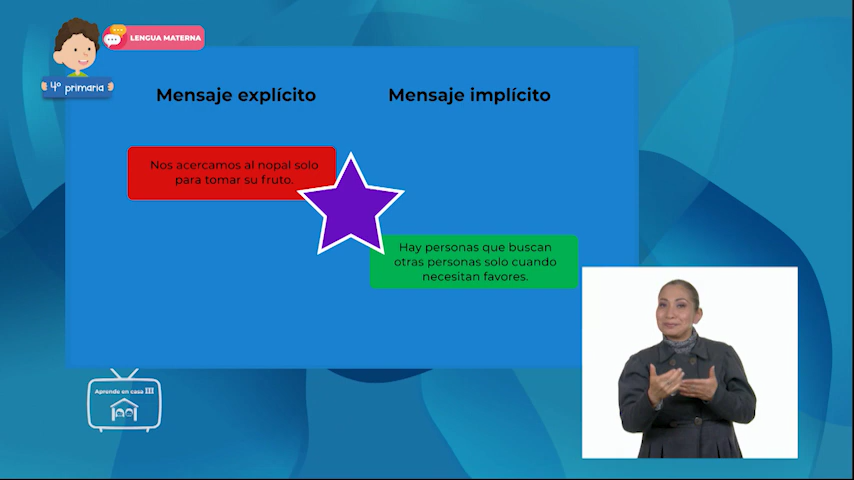 LENGUA MATERNA
4° primaria
Mensaje explícito
Mensaje implícito
Nos acercamos al nopal solo
para tomar su fruto.
Hay personas que buscan
otras personas solo cuando
necesitan favores.
Aprende en casa III